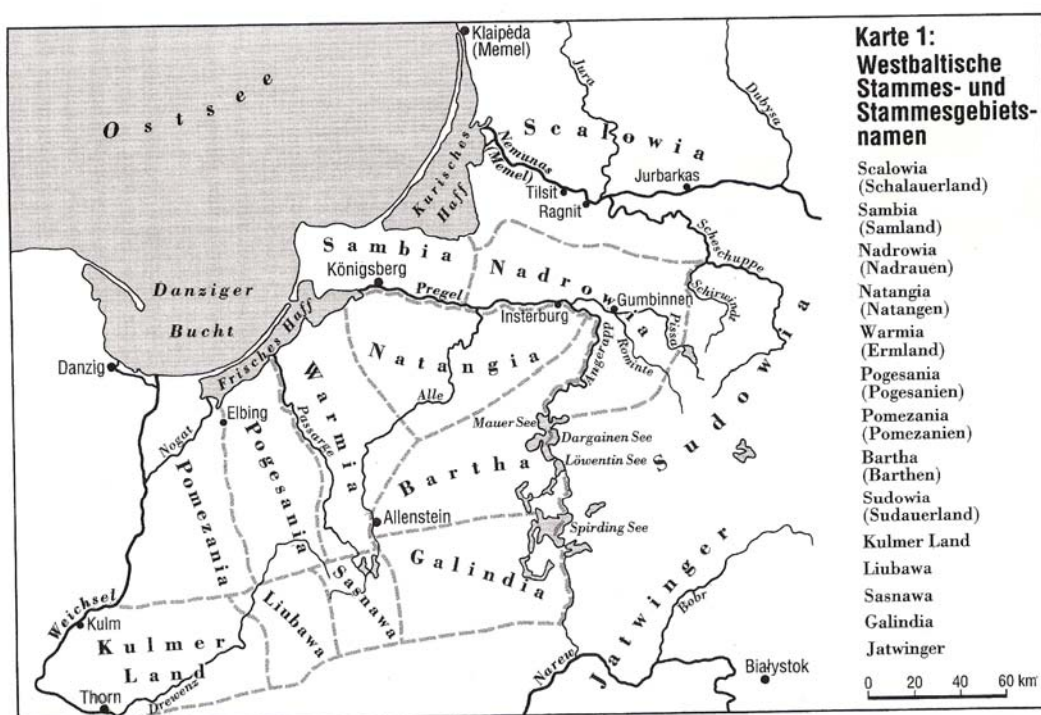 Klaipėda
(Memel)
Jura
Dubysa
Ostsee
Scalowia
Kurisches
Haff
Nemunas
(Memel)
Jurbarkas
Tilsit
Ragnit
Scheschuppe
Sambia
Nadrowia
Königsberg
Pregel
Schirwindt
Gumbinnen
Insterburg
Pissa
Danziger
Bucht
Frisches Haff
Natangia
Angerapp
Rominte
Sudowia
Danzig
Warmia
Alle
Elbing
Passarge
Mauer See
Dargainen See
Löwentin See
Nogat
Pogesania
Pomezania
Bartha
Allenstein
Spirding See
Galindia
Sasnawa
Liubawa
Weichsel
Kulm
Kulmer
Land
Jatwinger
Bobr
Narew
Białystok
Thorn
Drewenz
Karte 1:
Westbaltische
Stammes- und
Stammesgebiets-
namen
Scalowia
(Schalauerland)
Sambia
(Samland)
Nadrowia
(Nadrauen)
Natangia
(Natangen)
Warmia
(Ermland)
Pogesania
(Pogesanien)
Pomezania
(Pomezanien)
Bartha
(Barthen)
Sudowia
(Sudauerland)
Kulmer Land
Liubawa
Sasnawa
Galindia
Jatwinger
0 20 40 60 km